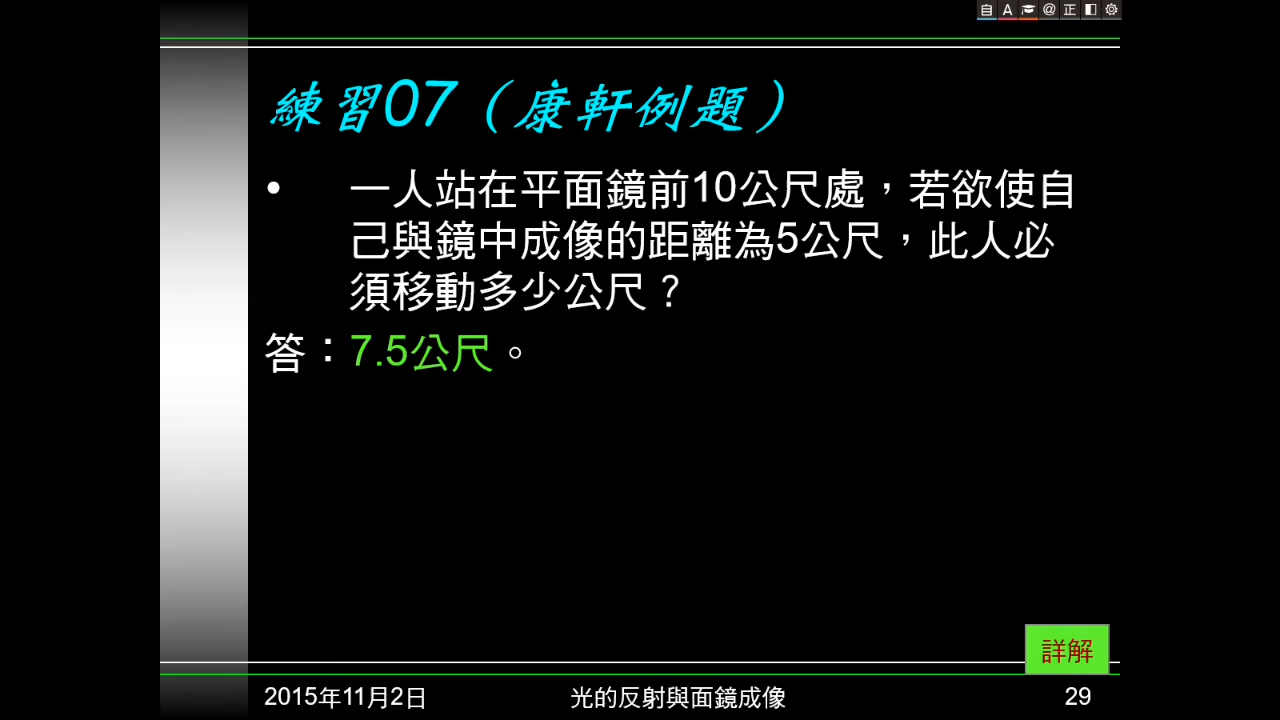 自 A @ 正
練習07（康軒例題）
• 一人站在平面鏡前10公尺處，若欲使自
己與鏡中成像的距離為5公尺，此人必
須移動多少公尺？
答：7.5公尺。
詳解
2015年11月2日 光的反射與面鏡成像 29